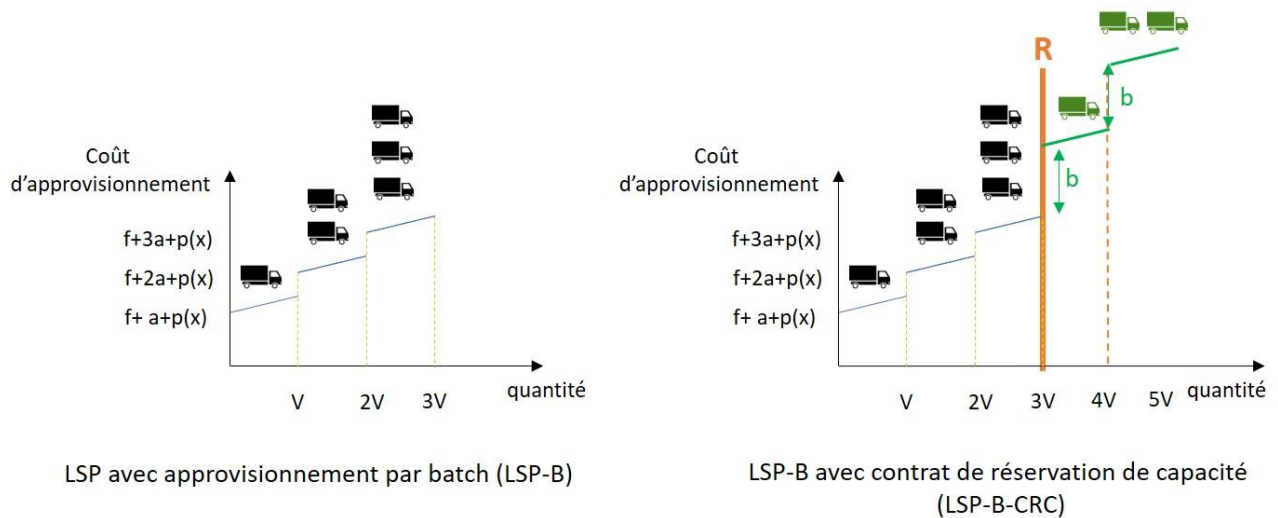 Coût
d'approvisionnement
f+3a+p(x)
f+2a+p(x)
f+ a+p(x)
V
2V
3V
quantité
LSP avec approvisionnement par batch (LSP-B)
R
b
b
Coût
d'approvisionnement
f+3a+p(x)
f+2a+p(x)
f+ a+p(x)
V
2V
3V
4V
5V
quantité
LSP-B avec contrat de réservation de capacité
(LSP-B-CRC)